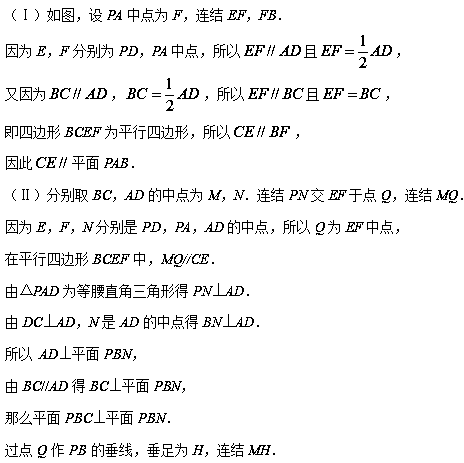 （Ⅰ）如图，设 PA 中点为 F，连结 EF，FB．
因为 E，F 分别为 PD，PA 中点，所以 EF // AD 且 EF = 1/2 AD，
又因为 BC // AD，BC = 1/2 AD，所以 EF // BC 且 EF = BC，
即四边形 BCEF 为平行四边形，所以 CE // BF，
因此 CE // 平面 PAB．
（Ⅱ）分别取 BC，AD 的中点为 M，N．连结 PN 交 EF 于点 Q，连结 MQ．
因为 E，F，N 分别是 PD，PA，AD 的中点，所以 Q 为 EF 中点，
在平行四边形 BCEF 中，MQ//CE．
由△PAD 为等腰直角三角形得 PN⊥AD．
由 DC⊥AD，N 是 AD 的中点得 BN⊥AD．
所以 AD⊥平面 PBN，
由 BC//AD 得 BC⊥平面 PBN，
那么平面 PBC⊥平面 PBN．
过点 Q 作 PB 的垂线，垂足为 H，连结 MH．